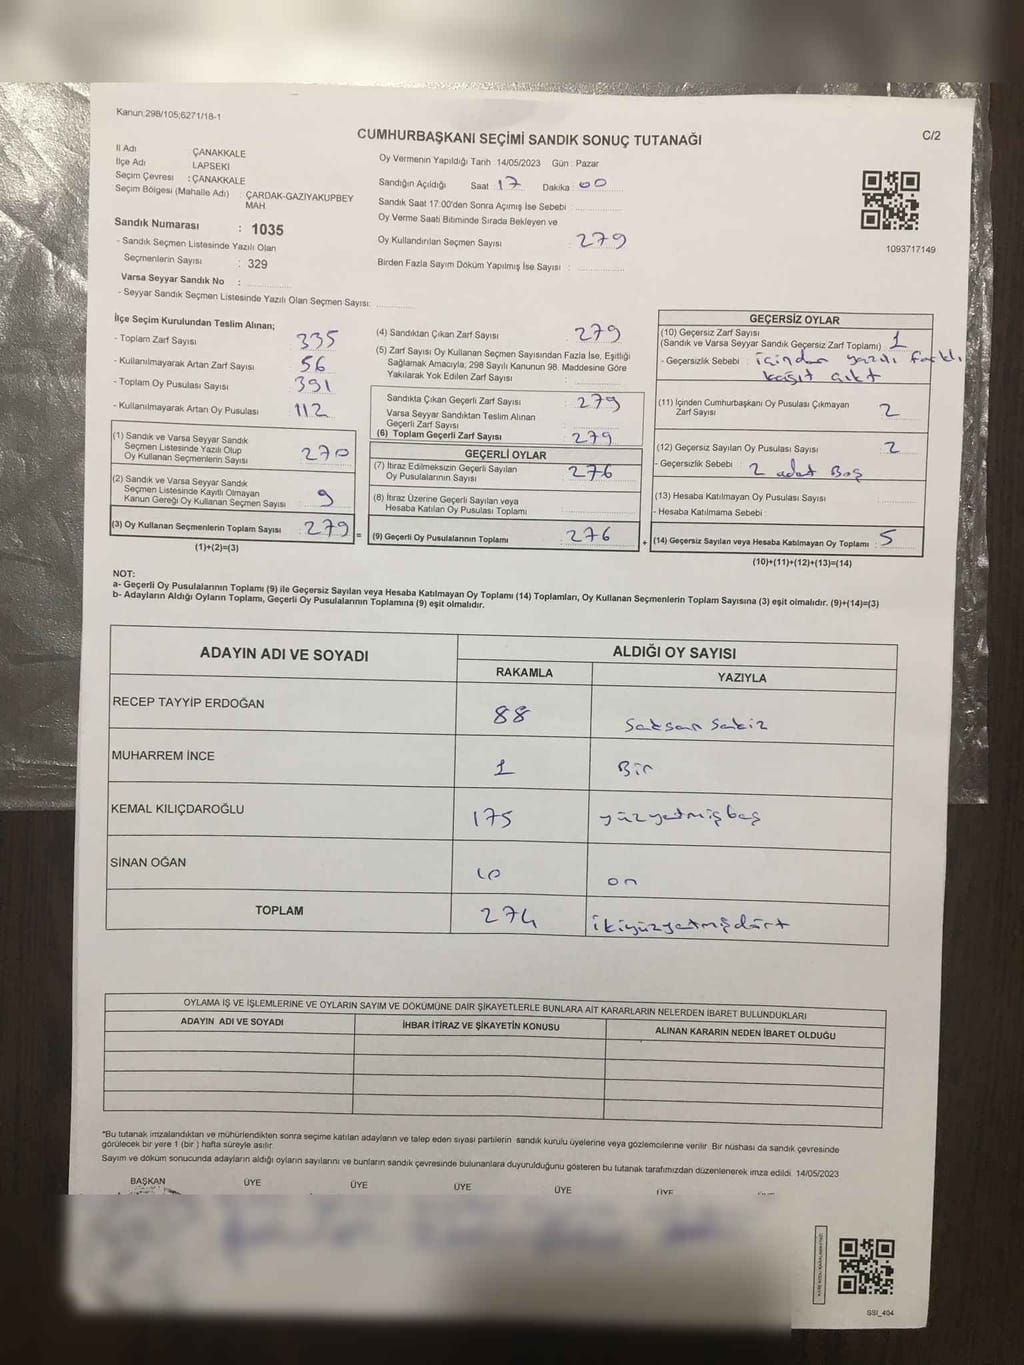 Kanun:298/105;6271/18-1
C/2
CUMHURBAŞKANI SEÇİMİ SANDIK SONUÇ TUTANAĞI
İl Adı ÇANAKKALE
İlçe Adı LAPSEKI
Seçim Çevresi : ÇANAKKALE
Seçim Bölgesi (Mahalle Adı) : ÇARDAK-GAZIYAKUPBEY
MAH.
Sandık Numarası : 1035
- Sandık Seçmen Listesinde Yazılı Olan
Seçmenlerin Sayısı : 329
Varsa Seyyar Sandık No :
- Seyyar Sandık Seçmen Listesinde Yazılı Olan Seçmen Sayısı:
Oy Vermenin Yapıldığı Tarih 14/05/2023 Gün : Pazar
Sandığın Açıldığı Saat 17 Dakika : 00
Sandık Saat 17.00'den Sonra Açımış İse Sebebi :
Oy Verme Saati Bitiminde Sırada Bekleyen ve
Oy Kullandırılan Seçmen Sayısı : 279
Birden Fazla Sayım Döküm Yapılmış İse Sayısı :
1093717149
İlçe Seçim Kurulundan Teslim Alınan;
- Toplam Zarf Sayısı : 335
- Kullanılmayarak Artan Zarf Sayısı : 56
- Toplam Oy Pusulası Sayısı : 391
- Kullanılmayarak Artan Oy Pusulası : 112
(1) Sandık ve Varsa Seyyar Sandık
Seçmen Listesinde Yazılı Olup
Oy Kullanan Seçmenlerin Sayısı : 270
(2) Sandık ve Varsa Seyyar Sandık
Seçmen Listesinde Kayıtlı Olmayan
Kanun Gereği Oy Kullanan Seçmen Sayısı : 9
(3) Oy Kullanan Seçmenlerin Toplam Sayısı : 279 =
(1)+(2)=(3)
(4) Sandıktan Çıkan Zarf Sayısı : 279
(5) Zarf Sayısı Oy Kullanan Seçmen Sayısından Fazla İse, Eşitliği
Sağlamak Amacıyla; 298 Sayılı Kanunun 98. Maddesine Göre
Yakılarak Yok Edilen Zarf Sayısı :
Sandıkta Çıkan Geçerli Zarf Sayısı : 279
Varsa Seyyar Sandıktan Teslim Alınan
Geçerli Zarf Sayısı :
(6) Toplam Geçerli Zarf Sayısı : 279
GEÇERLİ OYLAR
(7) İtiraz Edilmeksizin Geçerli Sayılan
Oy Pusulalarının Sayısı : 276
(8) İtiraz Üzerine Geçerli Sayılan veya
Hesaba Katılan Oy Pusulası Toplamı :
(9) Geçerli Oy Pusulalarının Toplamı : 276 +
GEÇERSİZ OYLAR
(10) Geçersiz Zarf Sayısı
(Sandık ve Varsa Seyyar Sandık Geçersiz Zarf Toplamı) : 1
- Geçersizlik Sebebi : içinden yazılı farklı
kağıt çıktı
(11) İçinden Cumhurbaşkanı Oy Pusulası Çıkmayan
Zarf Sayısı : 2
(12) Geçersiz Sayılan Oy Pusulası Sayısı : 2
- Geçersizlik Sebebi : 2 adet Boş
(13) Hesaba Katılmayan Oy Pusulası Sayısı :
- Hesaba Katılmama Sebebi :
(14) Geçersiz Sayılan veya Hesaba Katılmayan Oy Toplamı : 5
(10)+(11)+(12)+(13)=(14)
NOT:
a- Geçerli Oy Pusulalarının Toplamı (9) ile Geçersiz Sayılan veya Hesaba Katılmayan Oy Toplamı (14) Toplamları, Oy Kullanan Seçmenlerin Toplam Sayısına (3) eşit olmalıdır. (9)+(14)=(3)
b- Adayların Aldığı Oyların Toplamı, Geçerli Oy Pusulalarının Toplamına (9) eşit olmalıdır.
ADAYIN ADI VE SOYADI
ALDIĞI OY SAYISI
RAKAMLA YAZIYLA
RECEP TAYYİP ERDOĞAN 88 Seksen Sekiz
MUHARREM İNCE 1 Bir
KEMAL KILIÇDAROĞLU 175 yüzyetmişbeş
SİNAN OĞAN 10 on
TOPLAM 274 ikiyüzyetmişdört
OYLAMA İŞ VE İŞLEMLERINE VE OYLARIN SAYIM VE DÖKÜMÜNE DAİR ŞİKAYETLERLE BUNLARA AİT KARARLARIN NELERDEN İBARET BULUNDUKLARI
ADAYIN ADI VE SOYADI İHBAR İTİRAZ VE ŞİKAYETİN KONUSU ALINAN KARARIN NEDEN İBARET OLDUĞU
*Bu tutanak imzalandıktan ve mühürlendikten sonra seçime katılan adayların ve talep eden siyasi partilerin sandık kurulu üyelerine veya gözlemcilerine verilir. Bir nüshası da sandık çevresinde
görülecek bir yere 1 (bir ) hafta süreyle asılır.
Sayım ve döküm sonucunda adayların aldığı oyların sayılarını ve bunların sandık çevresinde bulunanlara duyurulduğunu gösteren bu tutanak tarafımızdan düzenlenerek imza edildi. 14/05/2023
BAŞKAN ÜYE ÜYE ÜYE ÜYE ÜYE
SSI_404